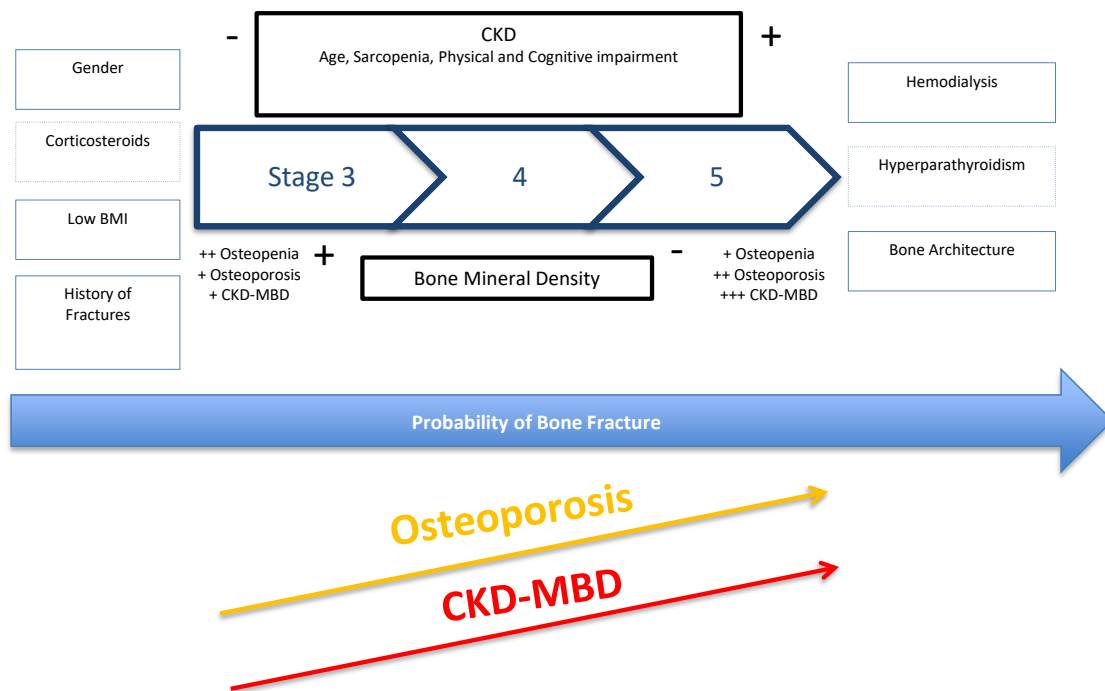 -
CKD
Age, Sarcopenia, Physical and Cognitive impairment
+
Gender
Corticosteroids
Low BMI
History of
Fractures
Stage 3
4
5
Hemodialysis
Hyperparathyroidism
Bone Architecture
++ Osteopenia
+ Osteoporosis
+ CKD-MBD
+
Bone Mineral Density
-
+ Osteopenia
++ Osteoporosis
+++ CKD-MBD
Probability of Bone Fracture
Osteoporosis
CKD-MBD